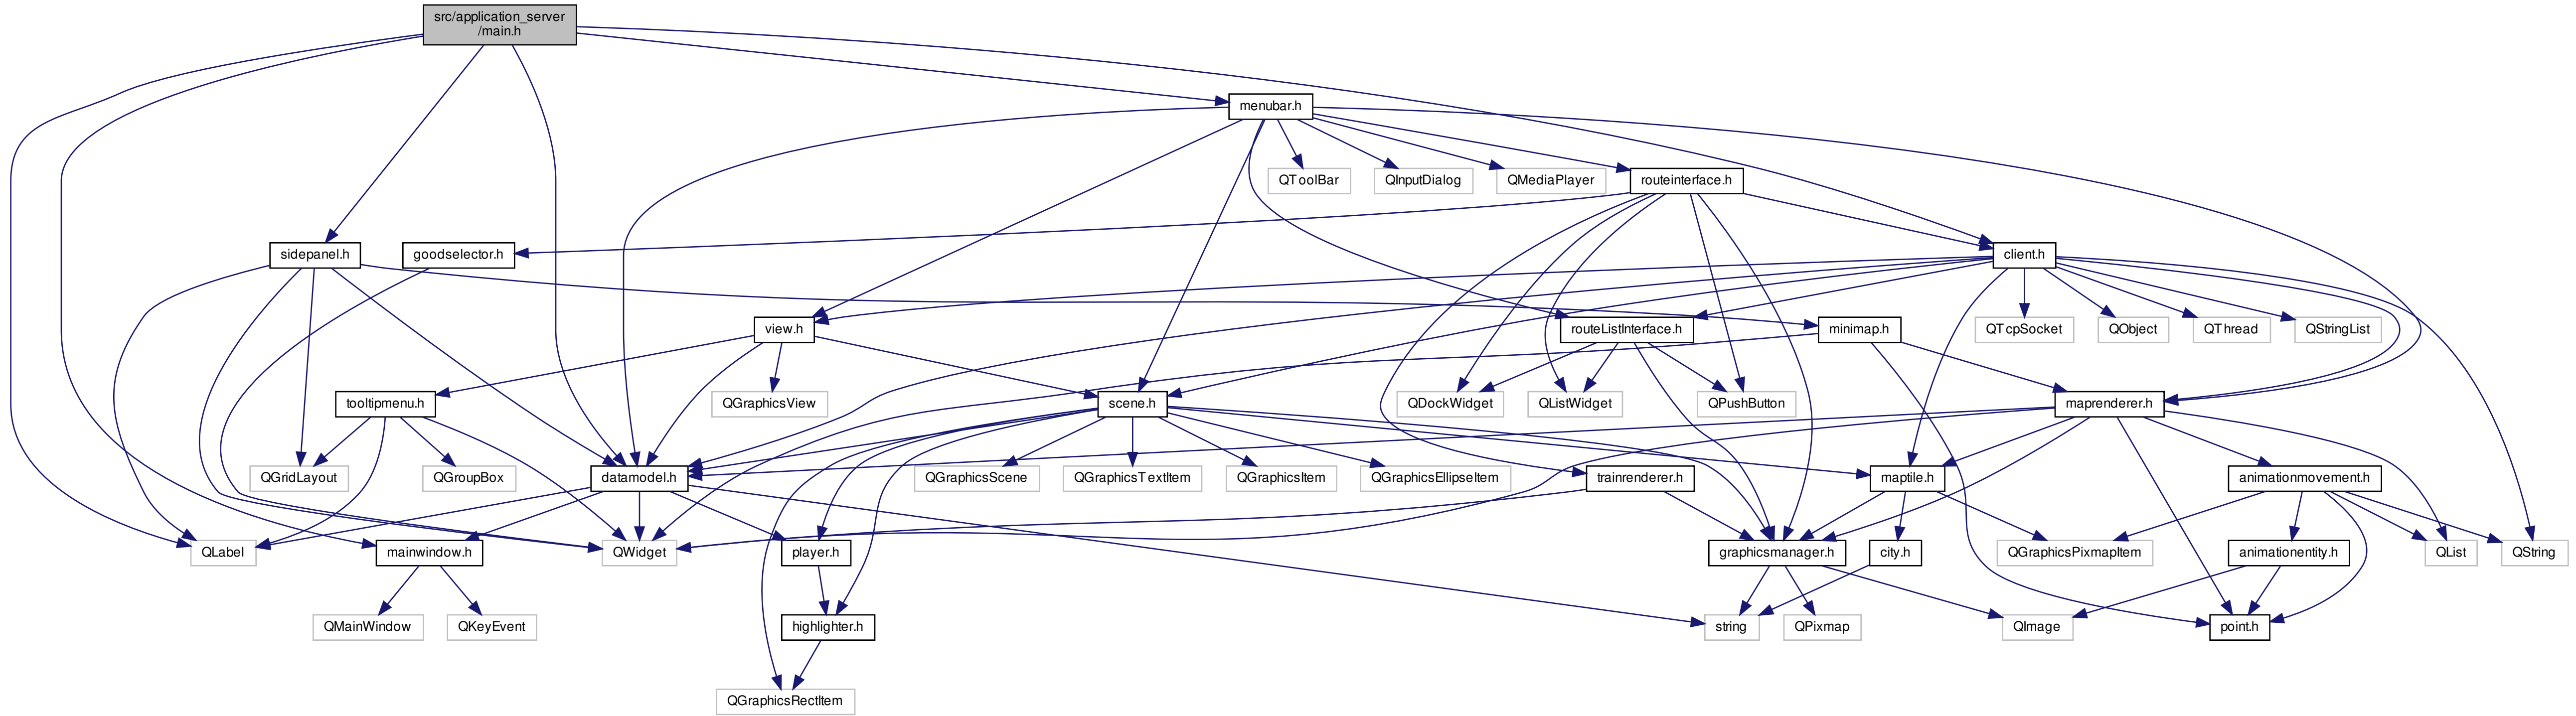 src/application_server
/main.h
menubar.h
QToolBar
QInputDialog
QMediaPlayer
routeinterface.h
sidepanel.h
goodselector.h
client.h
view.h
routeListInterface.h
minimap.h
QTcpSocket
QObject
QThread
QStringList
tooltipmenu.h
QGraphicsView
scene.h
QDockWidget
QListWidget
QPushButton
maprenderer.h
QGridLayout
QGroupBox
datamodel.h
QGraphicsScene
QGraphicsTextItem
QGraphicsItem
QGraphicsEllipseItem
trainrenderer.h
maptile.h
animationmovement.h
QLabel
mainwindow.h
QWidget
player.h
graphicsmanager.h
city.h
QGraphicsPixmapItem
animationentity.h
QList
QString
QMainWindow
QKeyEvent
highlighter.h
string
QPixmap
QImage
point.h
QGraphicsRectItem